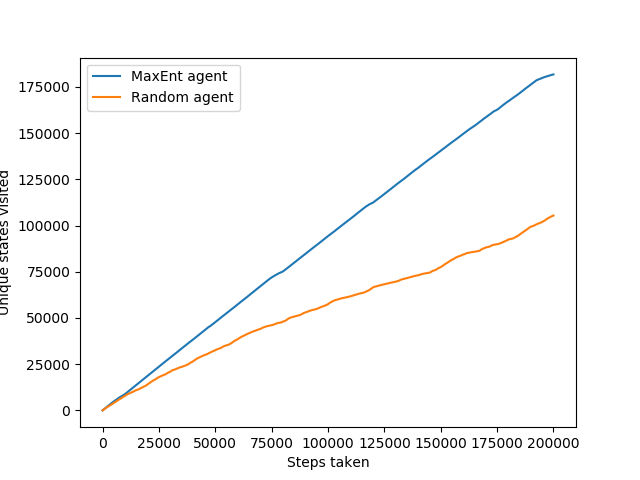 MaxEnt agent
Random agent
175000
150000
125000
100000
75000
50000
25000
0
Unique states visited
0 25000 50000 75000 100000 125000 150000 175000 200000
Steps taken